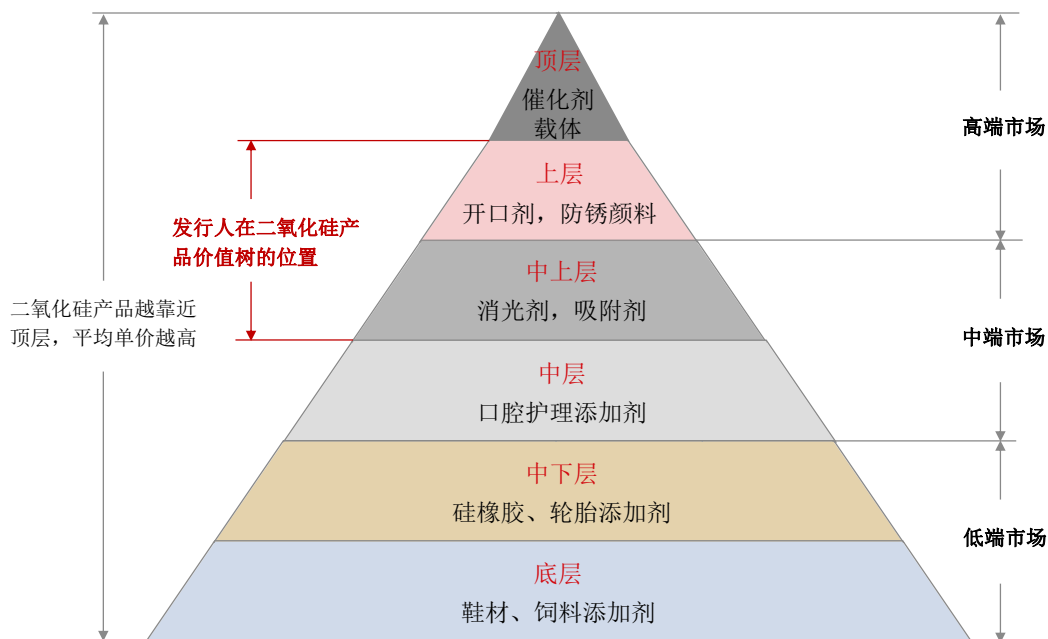 顶层
催化剂
载体
高端市场
上层
开口剂，防锈颜料
发行人在二氧化硅产
品价值树的位置
中上层
消光剂，吸附剂
二氧化硅产品越靠近
顶层，平均单价越高
中端市场
中层
口腔护理添加剂
中下层
硅橡胶、轮胎添加剂
低端市场
底层
鞋材、饲料添加剂